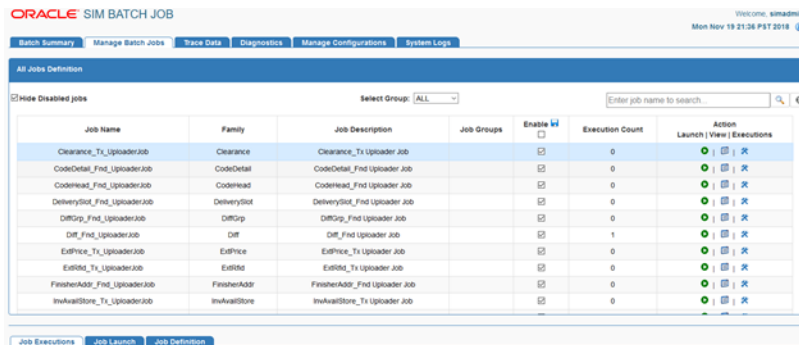 ORACLE SIM BATCH JOB
Welcome, simadmi
Mon Nov 19 21:36 PST 2018
Batch Summary Manage Batch Jobs Trace Data Diagnostics Manage Configurations System Logs
All Jobs Definition
Hide Disabled jobs Select Group: ALL Enter job name to search...
Job Name Family Job Description Job Groups Enable Execution Count Action
Launch | View | Executions
Clearance_Tx_UploaderJob Clearance Clearance_Tx Uploader Job 0
CodeDetail_Fnd_UploaderJob CodeDetail CodeDetail_Fnd Uploader Job 0
CodeHead_Fnd_UploaderJob CodeHead CodeHead_Fnd Uploader Job 0
DeliverySlot_Fnd_UploaderJob DeliverySlot DeliverySlot_Fnd Uploader Job 0
DiffGrp_Fnd_UploaderJob DiffGrp DiffGrp_Fnd Uploader Job 0
Diff_Fnd_UploaderJob Diff Diff_Fnd Uploader Job 1
ExtPrice_Tx_UploaderJob ExtPrice ExtPrice_Tx Uploader Job 0
ExtRfid_Tx_UploaderJob ExtRfid ExtRfid_Tx Uploader Job 0
FinisherAddr_Fnd_UploaderJob FinisherAddr FinisherAddr_Fnd Uploader Job 0
InvAvailStore_Tx_UploaderJob InvAvailStore InvAvailStore_Tx Uploader Job 0
Job Executions Job Launch Job Definition